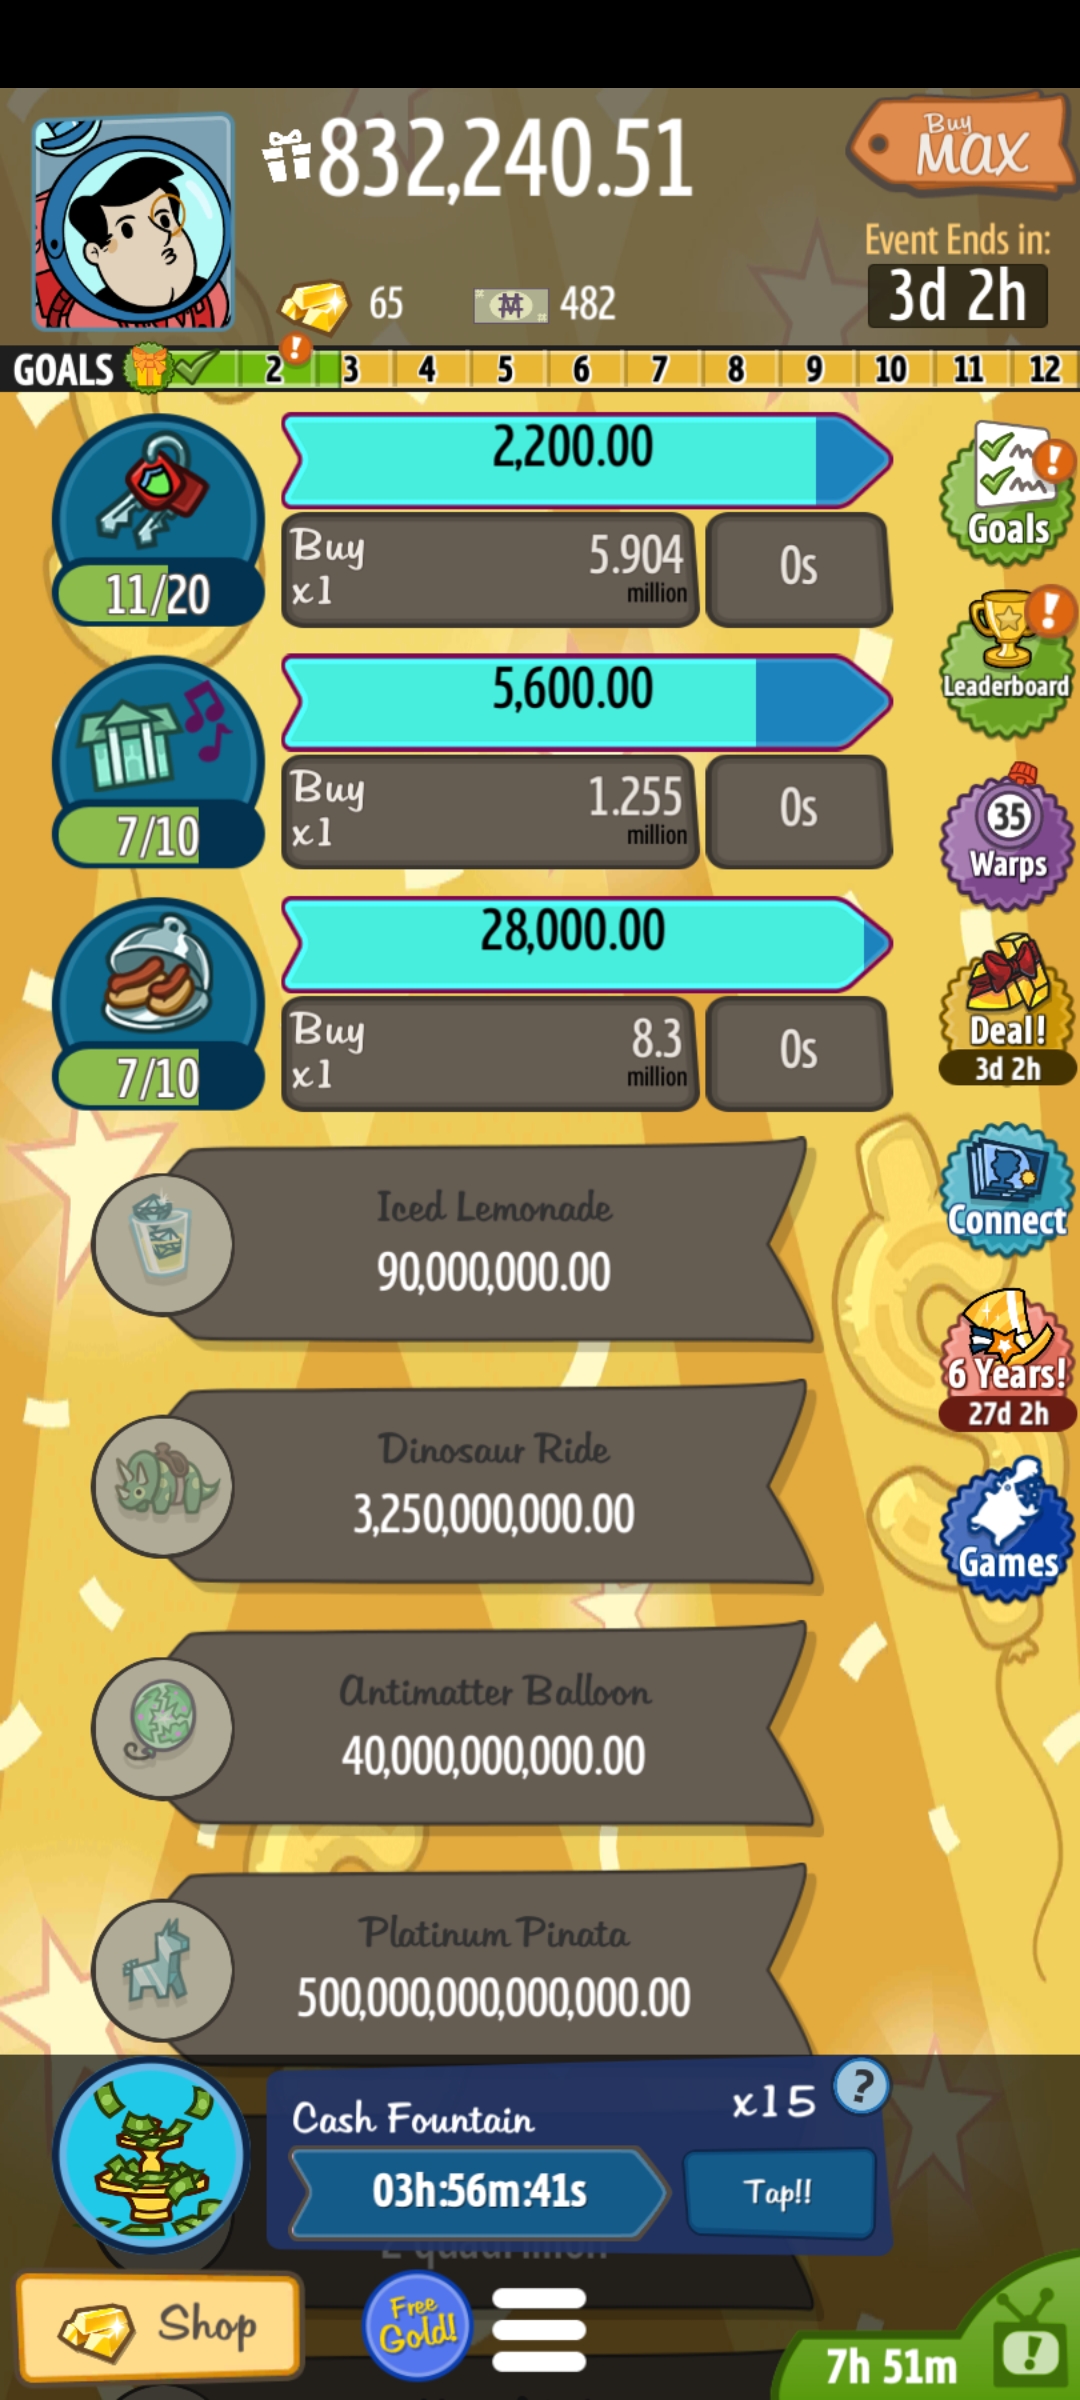 832,240.51
Buy
MAX
Event Ends in:
3d 2h
65
482
GOALS 2 ! 3 4 5 6 7 8 9 10 11 12
2,200.00
Buy
x1
5.904
million
0s
11/20
!
Goals
5,600.00
Buy
x1
1.255
million
0s
7/10
!
Leaderboard
28,000.00
Buy
x1
8.3
million
0s
7/10
35
Warps
Deal!
3d 2h
Connect
6 Years!
27d 2h
Games
Iced Lemonade
90,000,000.00
Dinosaur Ride
3,250,000,000.00
Antimatter Balloon
40,000,000,000.00
Platinum Pinata
500,000,000,000,000.00
Cash Fountain
x15
?
03h:56m:41s
Tap!!
2 quadrillion
Shop
Free
Gold!
7h 51m
!